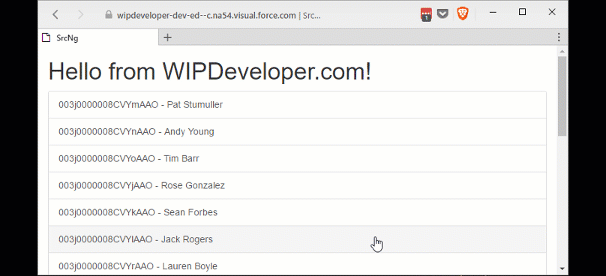 wipdeveloper-dev-ed--c.na54.visual.force.com | Src...
SrcNg
Hello from WIPDeveloper.com!
003j0000008CVYmAAO - Pat Stumuller
003j0000008CVYnAAO - Andy Young
003j0000008CVYoAAO - Tim Barr
003j0000008CVYjAAO - Rose Gonzalez
003j0000008CVYkAAO - Sean Forbes
003j0000008CVYlAAO - Jack Rogers
003j0000008CVYrAAO - Lauren Boyle